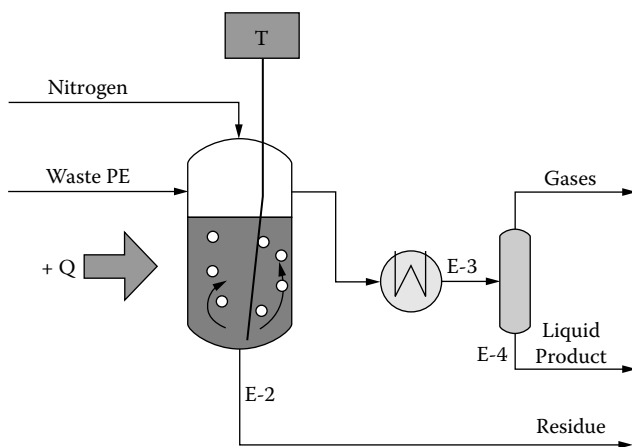 T
Nitrogen
Waste PE
Gases
+ Q
E-3
Liquid
Product
E-4
E-2
Residue